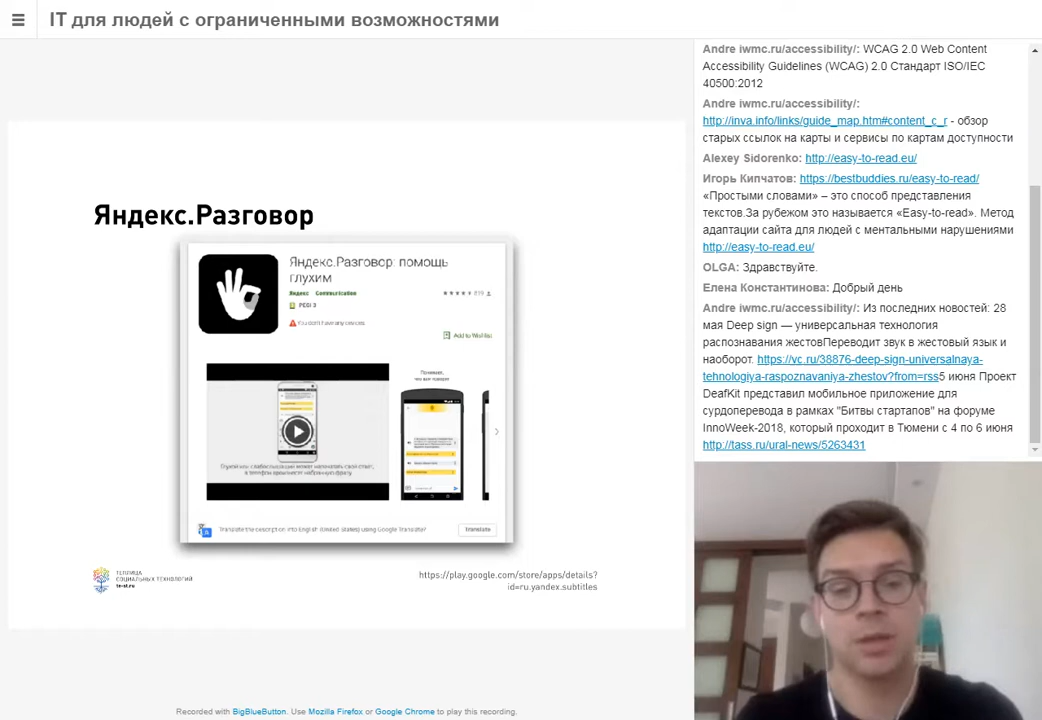 IT для людей с ограниченными возможностями
Яндекс.Разговор
Яндекс.Разговор: помощь
глухим
Яндекс Communication
PEGI 3
You don't have any devices
Add to Wishlist
Понимает,
Translate the description into English (United States) using Google Translate?
Translate
ТЕПЛИЦА
СОЦИАЛЬНЫХ ТЕХНОЛОГИЙ
te-st.ru
https://play.google.com/store/apps/details?
id=ru.yandex.subtitles
Andre iwmc.ru/accessibility/: WCAG 2.0 Web Content
Accessibility Guidelines (WCAG) 2.0 Стандарт ISO/IEC
40500:2012
Andre iwmc.ru/accessibility/:
http://inva.info/links/guide_map.htm#content_c_r - обзор
старых ссылок на карты и сервисы по картам доступности
Alexey Sidorenko: http://easy-to-read.eu/
Игорь Кипчатов: https://bestbuddies.ru/easy-to-read/
«Простыми словами» – это способ представления
текстов.За рубежом это называется «Easy-to-read». Метод
адаптации сайта для людей с ментальными нарушениями
http://easy-to-read.eu/
OLGA: Здравствуйте.
Елена Константинова: Добрый день
Andre iwmc.ru/accessibility/: Из последних новостей: 28
мая Deep sign — универсальная технология
распознавания жестовПереводит звук в жестовый язык и
наоборот. https://vc.ru/38876-deep-sign-universalnaya-
tehnologiya-raspoznavaniya-zhestov?from=rss5 июня Проект
DeafKit представил мобильное приложение для
сурдоперевода в рамках "Битвы стартапов" на форуме
InnoWeek-2018, который проходит в Тюмени с 4 по 6 июня
http://tass.ru/ural-news/5263431
Recorded with BigBlueButton. Use Mozilla Firefox or Google Chrome to play this recording.